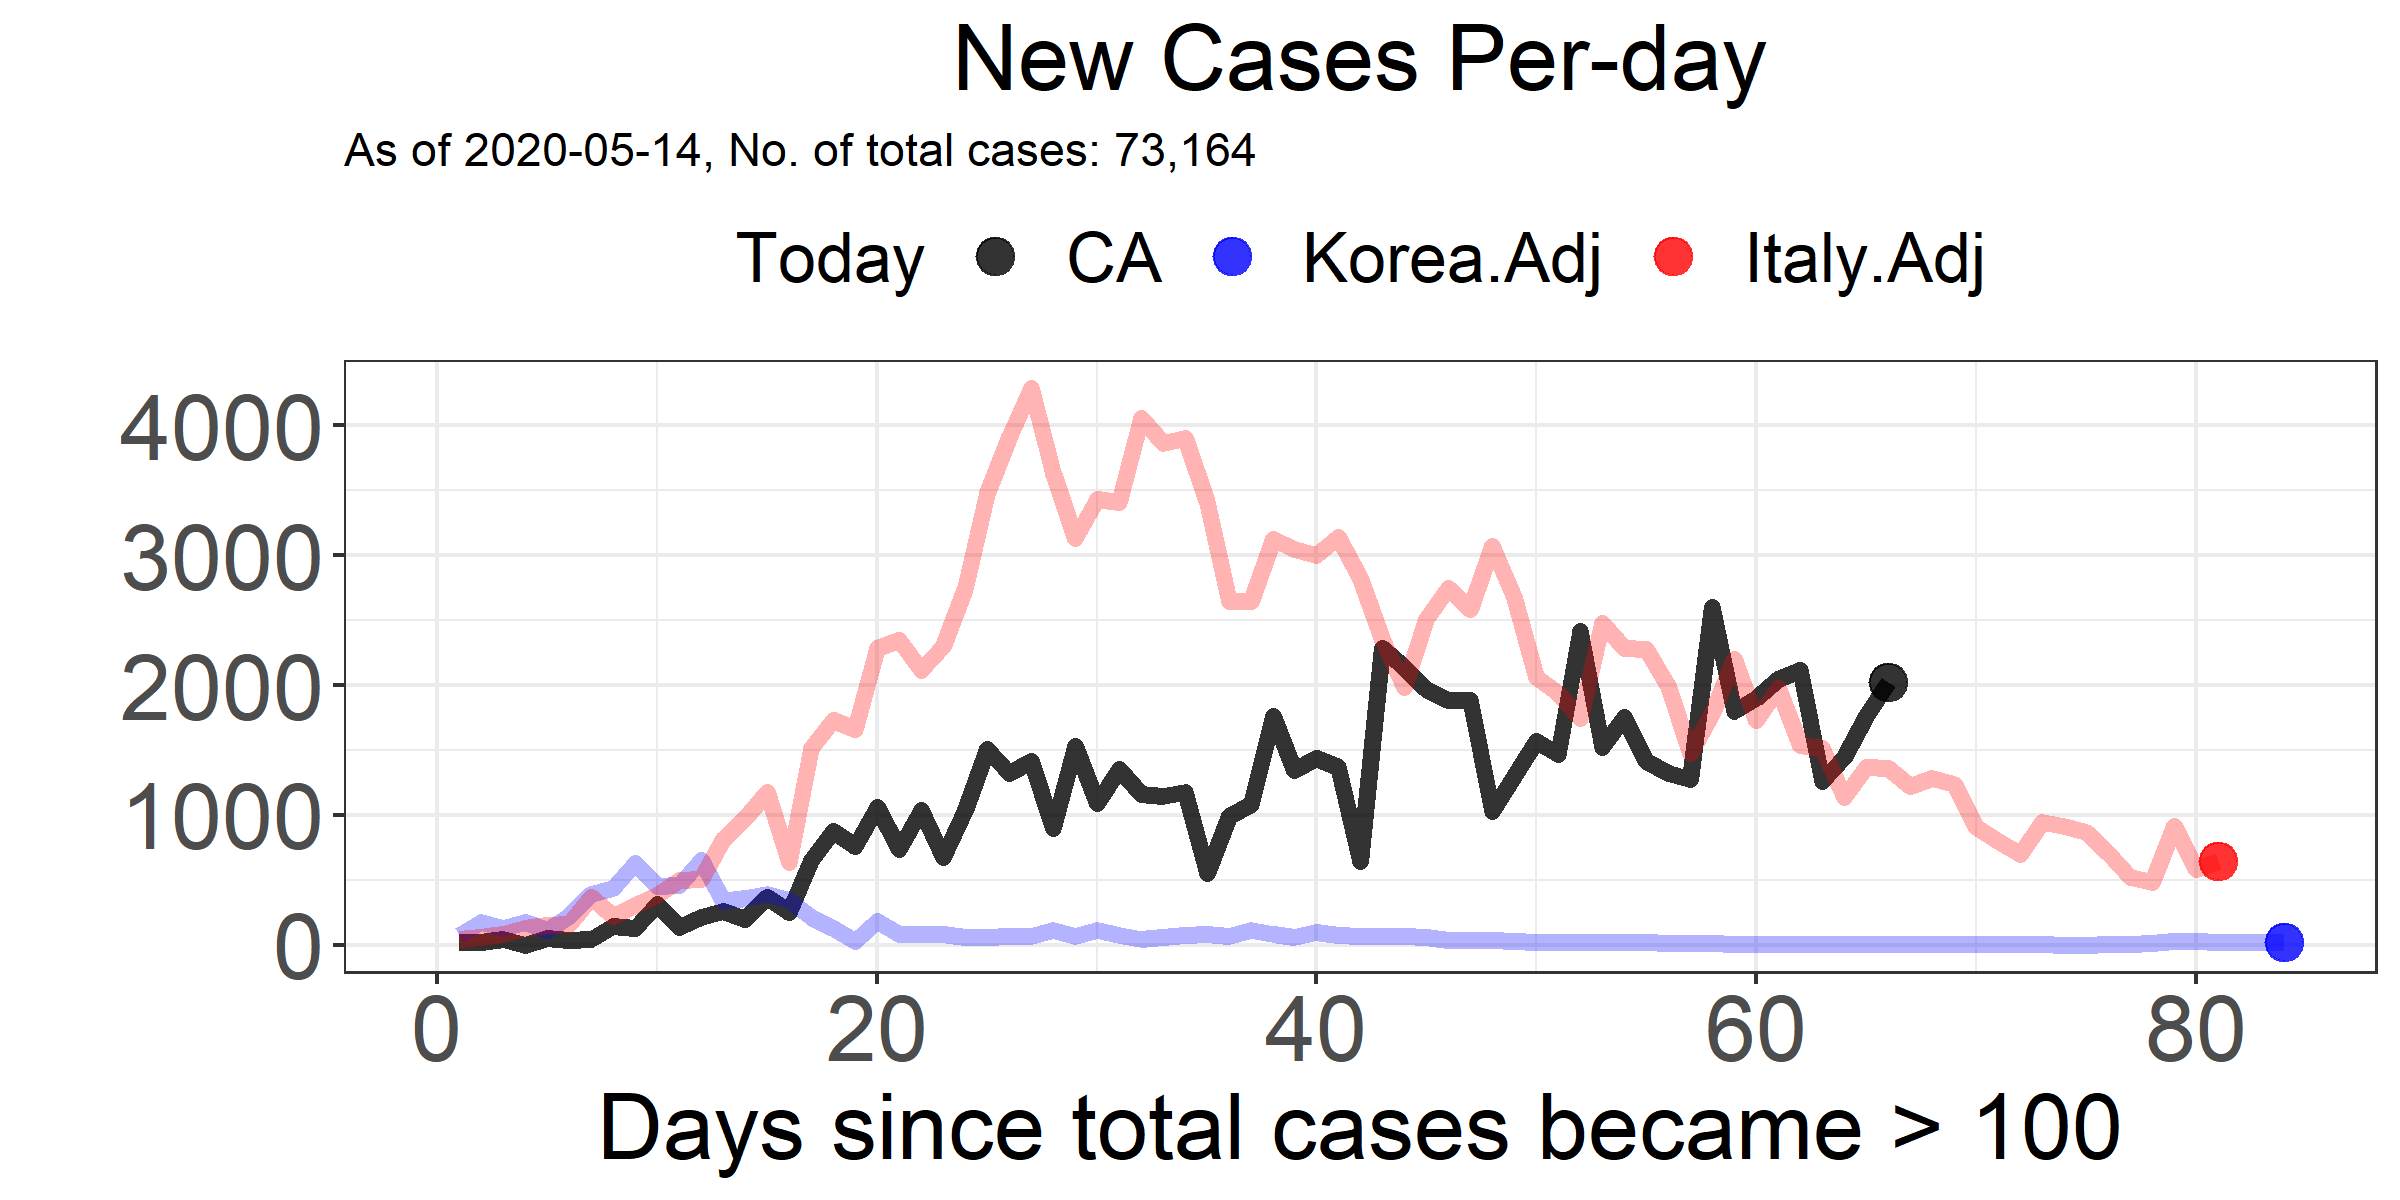 New Cases Per-day
As of 2020-05-14, No. of total cases: 73,164
Today CA Korea.Adj Italy.Adj
4000
3000
2000
1000
0
0 20 40 60 80
Days since total cases became > 100